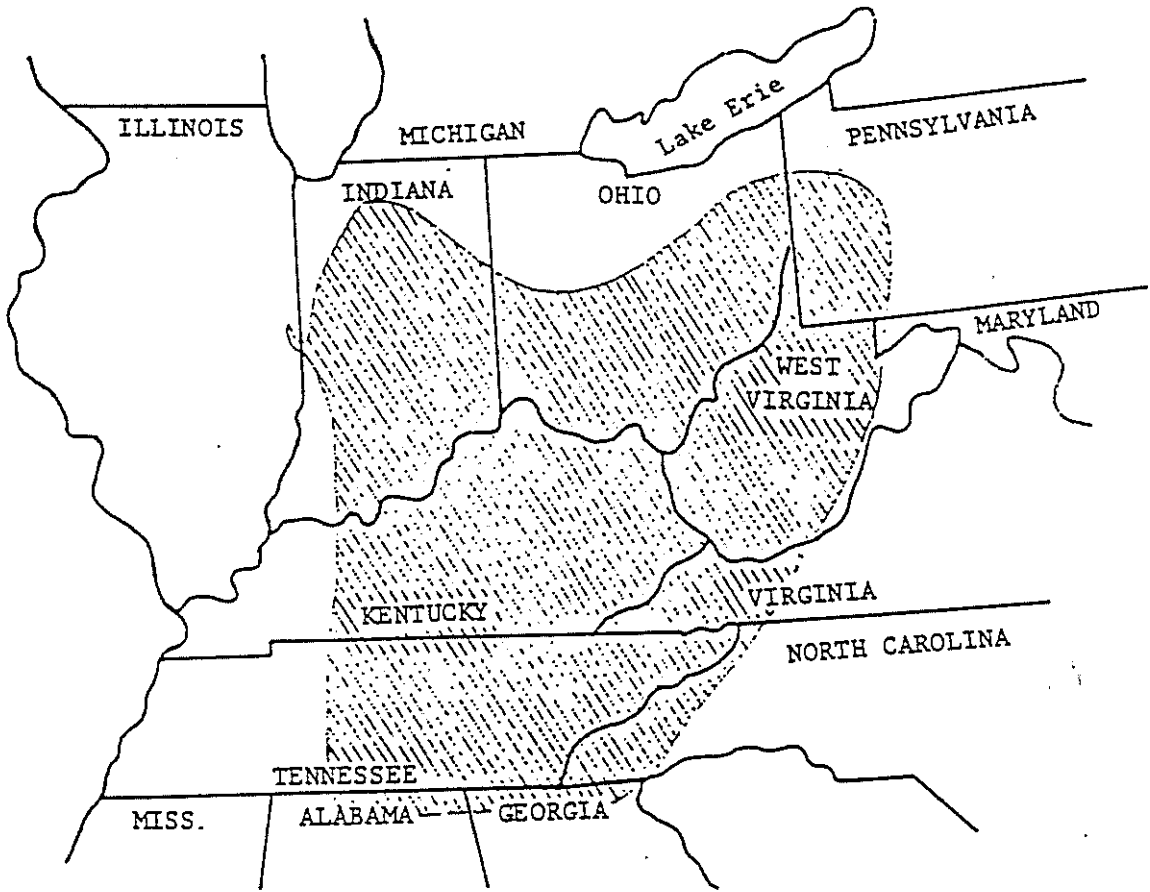 Lake Erie
ILLINOIS
MICHIGAN
PENNSYLVANIA
INDIANA
OHIO
MARYLAND
WEST
VIRGINIA
KENTUCKY
VIRGINIA
NORTH CAROLINA
TENNESSEE
MISS.
ALABAMA
GEORGIA